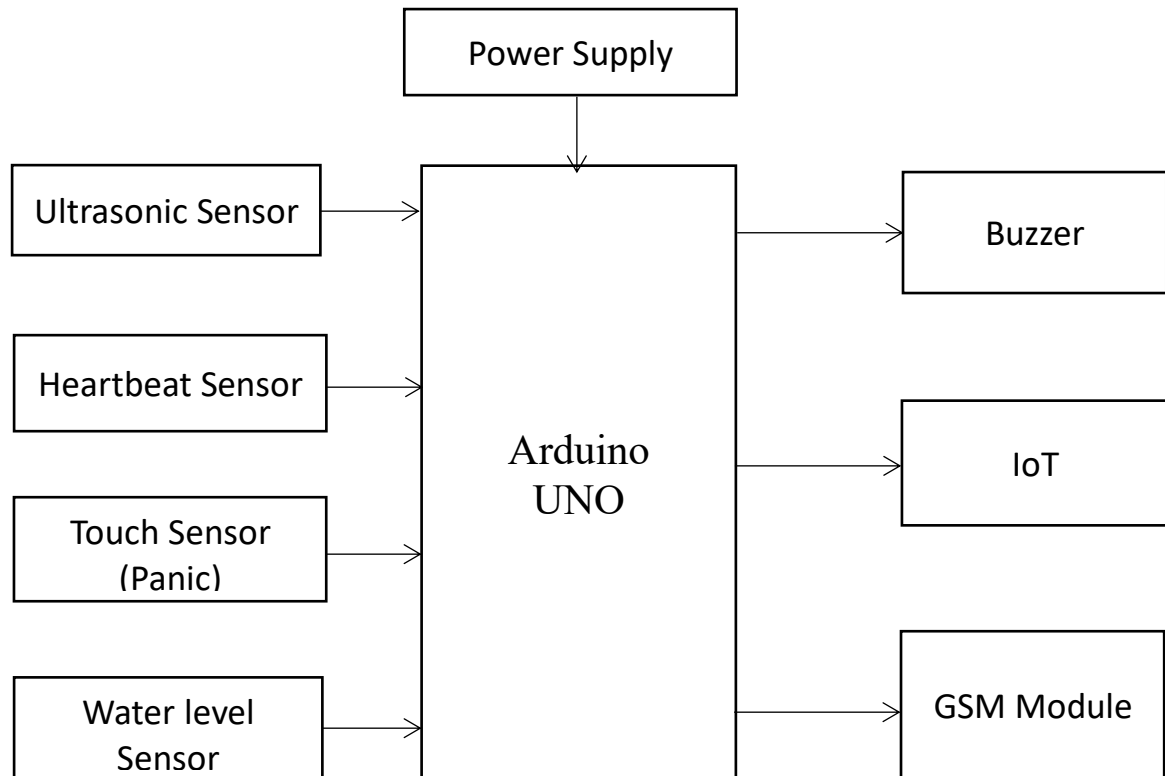 Power Supply
Ultrasonic Sensor
Heartbeat Sensor
Touch Sensor
(Panic)
Water level
Sensor
Arduino
UNO
Buzzer
IoT
GSM Module